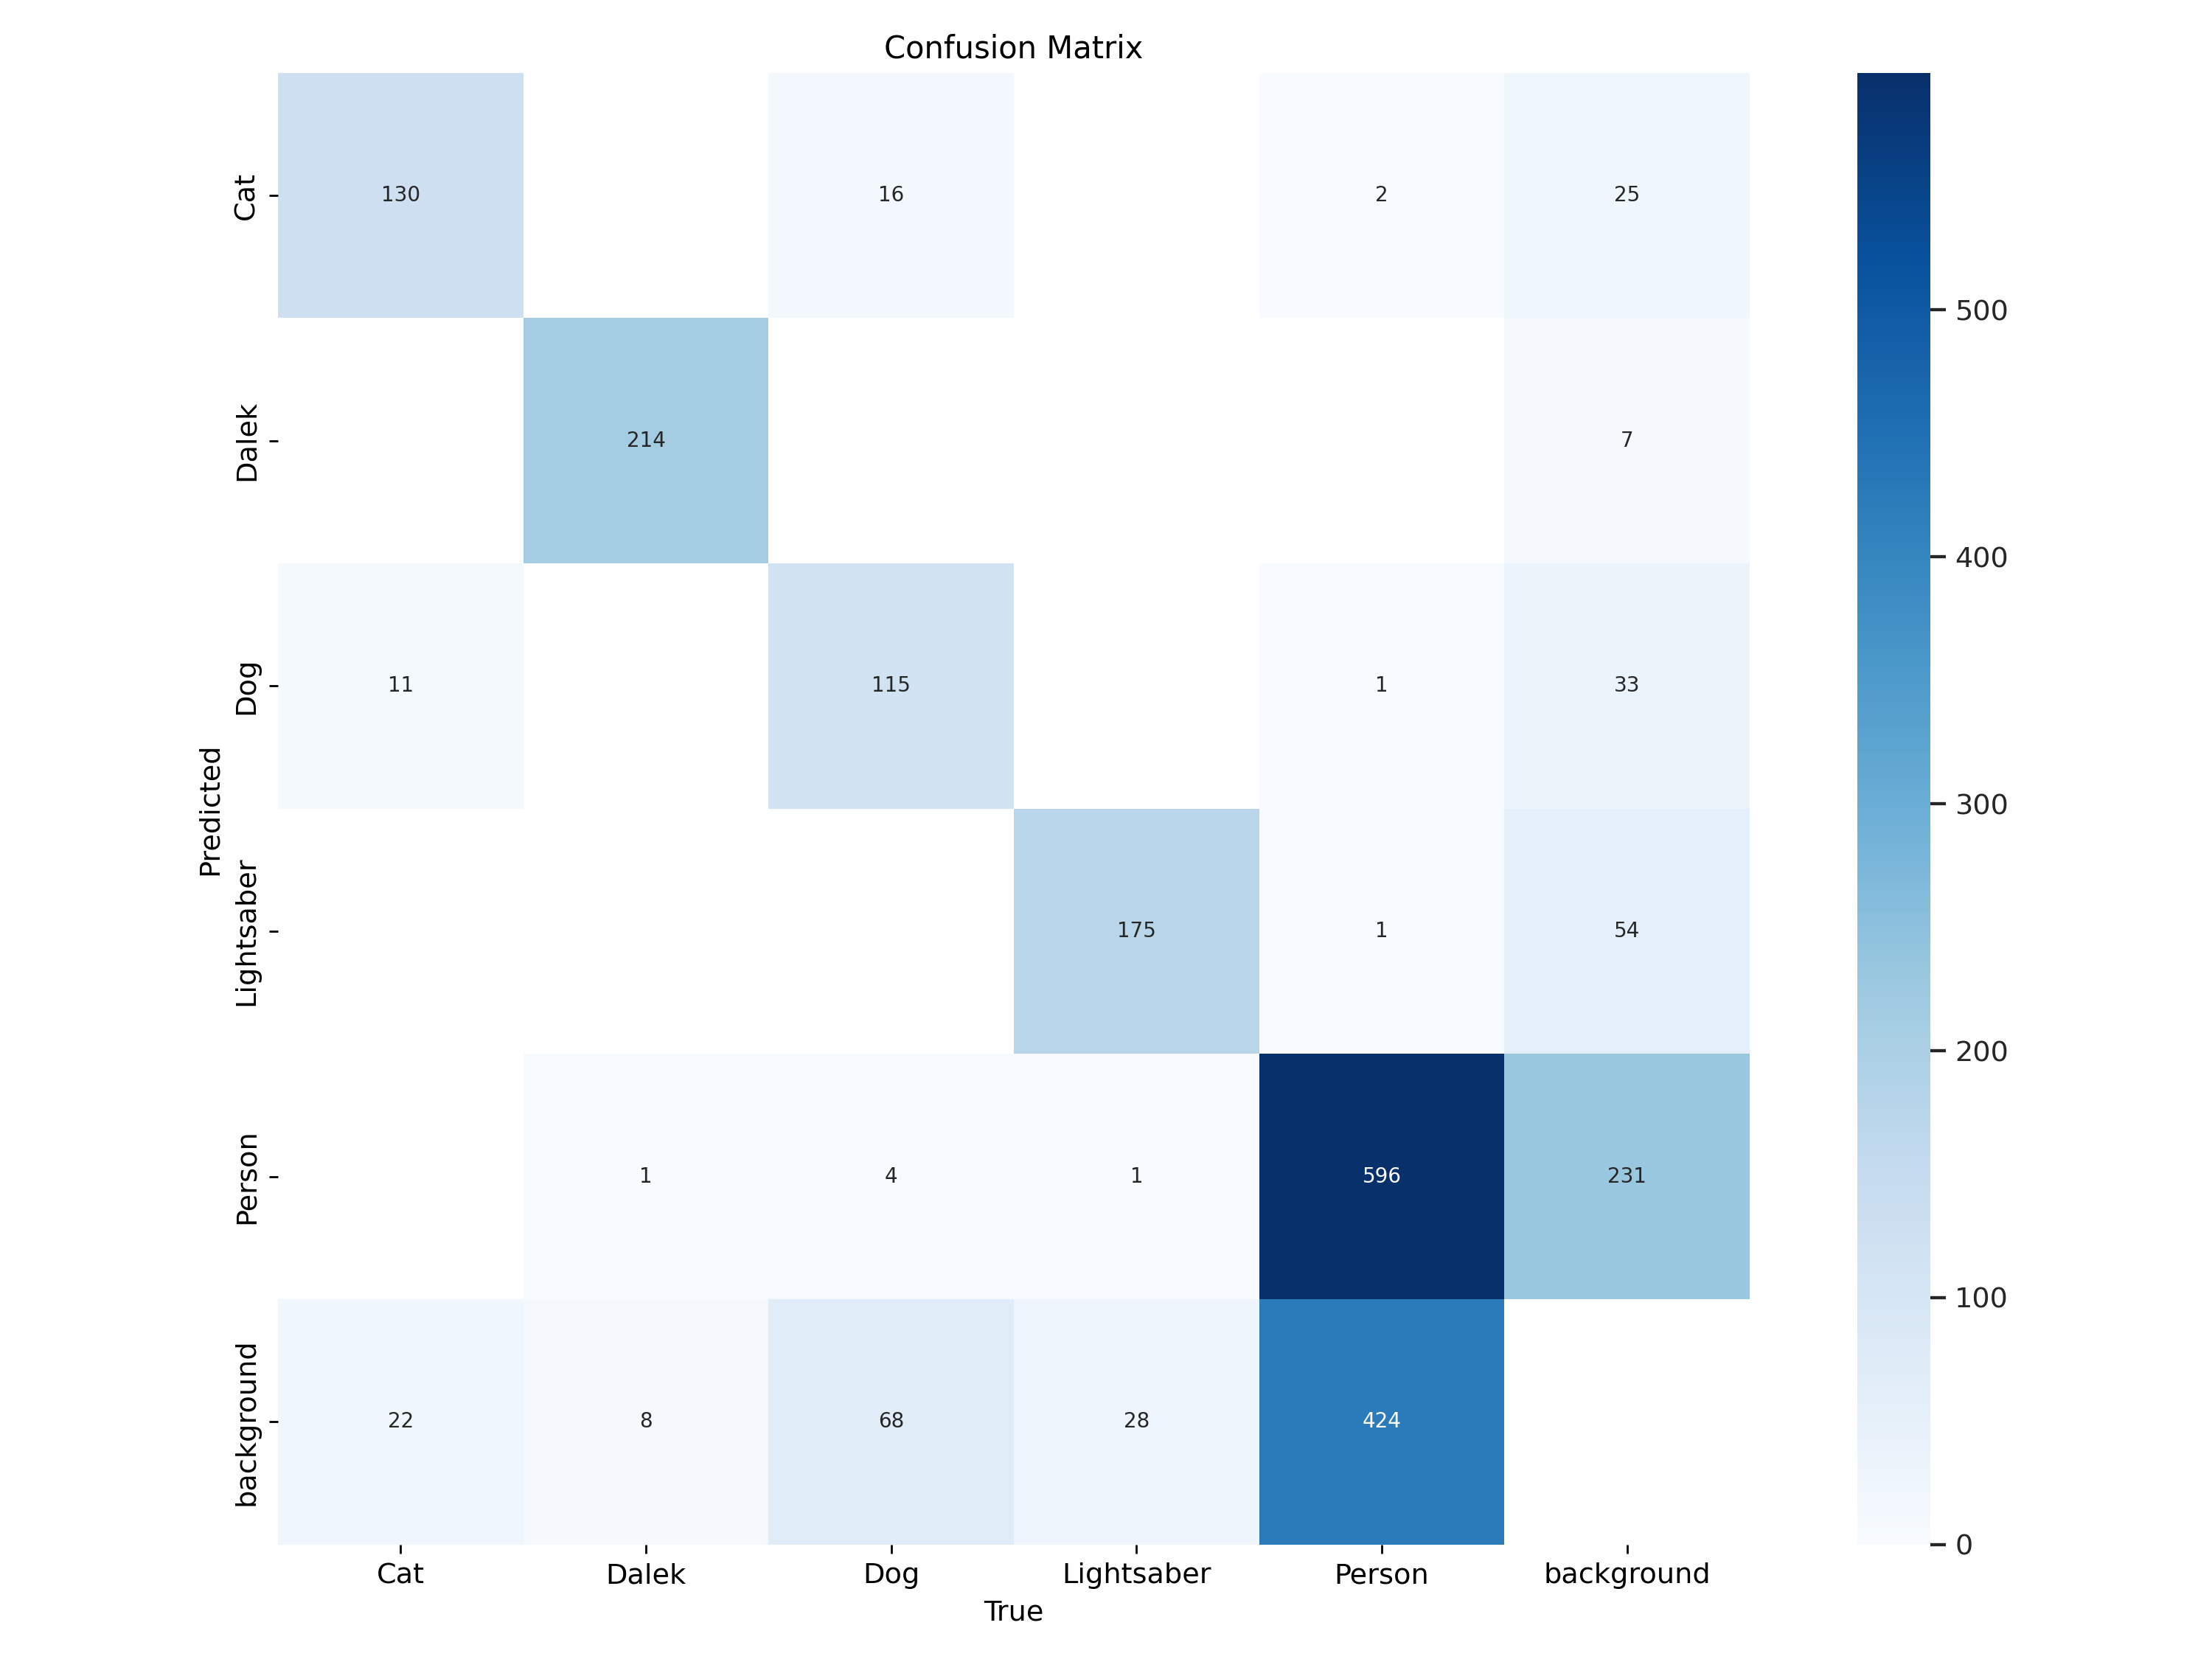 Confusion Matrix
Cat
130
16
2
25
Dalek
214
7
Dog
11
115
1
33
Lightsaber
175
1
54
Person
1
4
1
596
231
background
22
8
68
28
424
Predicted
Cat
Dalek
Dog
Lightsaber
Person
background
True
500
400
300
200
100
0